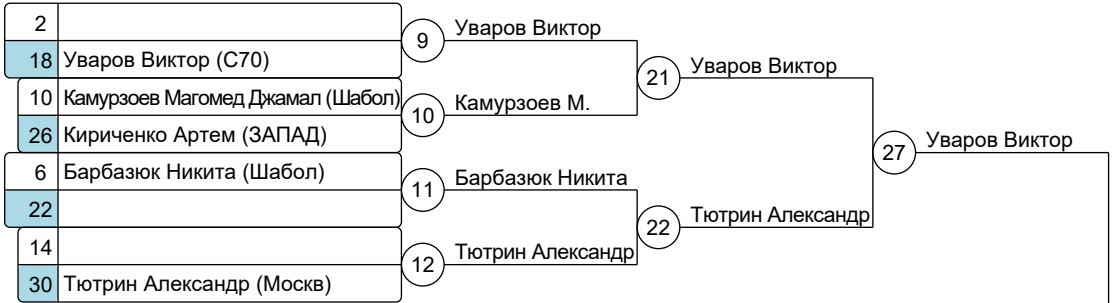 2
9
Уваров Виктор
18 Уваров Виктор (С70)
21
Уваров Виктор
10 Камурзоев Магомед Джамал (Шабол)
10
Камурзоев М.
26 Кириченко Артем (ЗАПАД)
27
Уваров Виктор
6 Барбазюк Никита (Шабол)
11
Барбазюк Никита
22
22
Тютрин Александр
14
12
Тютрин Александр
30 Тютрин Александр (Москв)